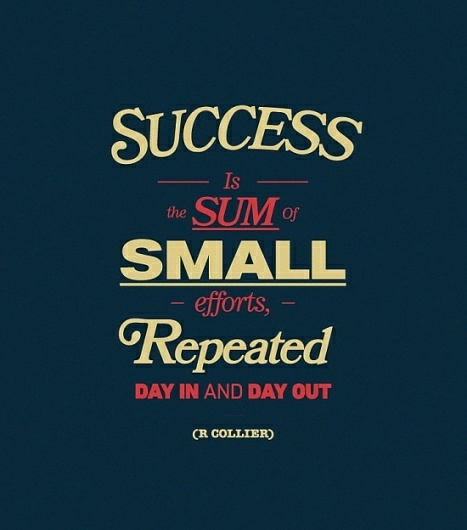 SUCCESS
Is
the SUM Of
SMALL
– efforts, –
Repeated
DAY IN AND DAY OUT
(R COLLIER)